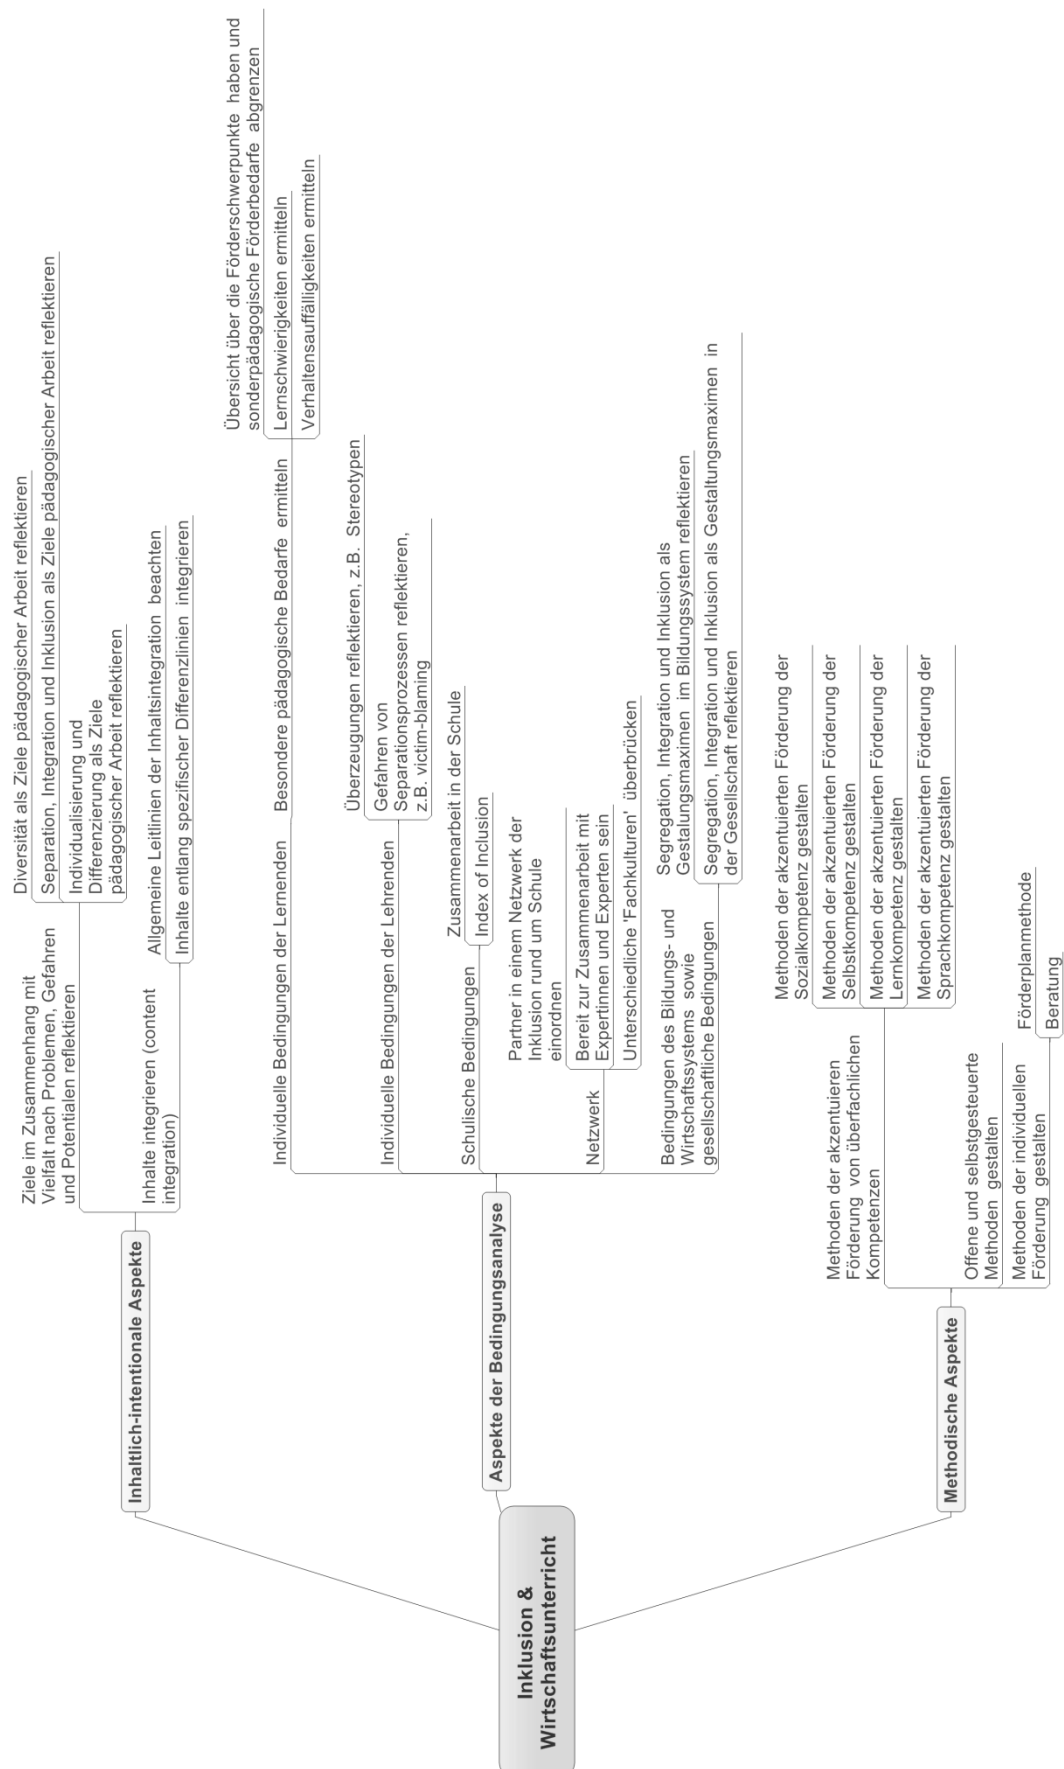 Inklusion &
Wirtschaftsunterricht
Inhaltlich-intentionale Aspekte
Ziele im Zusammenhang mit
Vielfalt nach Problemen, Gefahren
und Potentialen reflektieren
Diversität als Ziele pädagogischer Arbeit reflektieren
Separation, Integration und Inklusion als Ziele pädagogischer Arbeit reflektieren
Individualisierung und
Differenzierung als Ziele
pädagogischer Arbeit reflektieren
Inhalte integrieren (content
integration)
Allgemeine Leitlinien der Inhaltsintegration beachten
Inhalte entlang spezifischer Differenzlinien integrieren
Aspekte der Bedingungsanalyse
Individuelle Bedingungen der Lernenden
Besondere pädagogische Bedarfe ermitteln
Übersicht über die Förderschwerpunkte haben und
sonderpädagogische Förderbedarfe abgrenzen
Lernschwierigkeiten ermitteln
Verhaltensauffälligkeiten ermitteln
Individuelle Bedingungen der Lehrenden
Überzeugungen reflektieren, z.B. Stereotypen
Gefahren von
Separationsprozessen reflektieren,
z.B. victim-blaming
Schulische Bedingungen
Zusammenarbeit in der Schule
Index of Inclusion
Netzwerk
Partner in einem Netzwerk der
Inklusion rund um Schule
einordnen
Bereit zur Zusammenarbeit mit
Expertinnen und Experten sein
Unterschiedliche 'Fachkulturen' überbrücken
Bedingungen des Bildungs- und
Wirtschaftssystems sowie
gesellschaftliche Bedingungen
Segregation, Integration und Inklusion als
Gestalungsmaximen im Bildungssystem reflektieren
Segregation, Integration und Inklusion als Gestaltungsmaximen in
der Gesellschaft reflektieren
Methodische Aspekte
Methoden der akzentuieren
Förderung von überfachlichen
Kompetenzen
Methoden der akzentuierten Förderung der
Sozialkompetenz gestalten
Methoden der akzentuierten Förderung der
Selbstkompetenz gestalten
Methoden der akzentuierten Förderung der
Lernkompetenz gestalten
Methoden der akzentuierten Förderung der
Sprachkompetenz gestalten
Offene und selbstgesteuerte
Methoden gestalten
Methoden der individuellen
Förderung gestalten
Förderplanmethode
Beratung